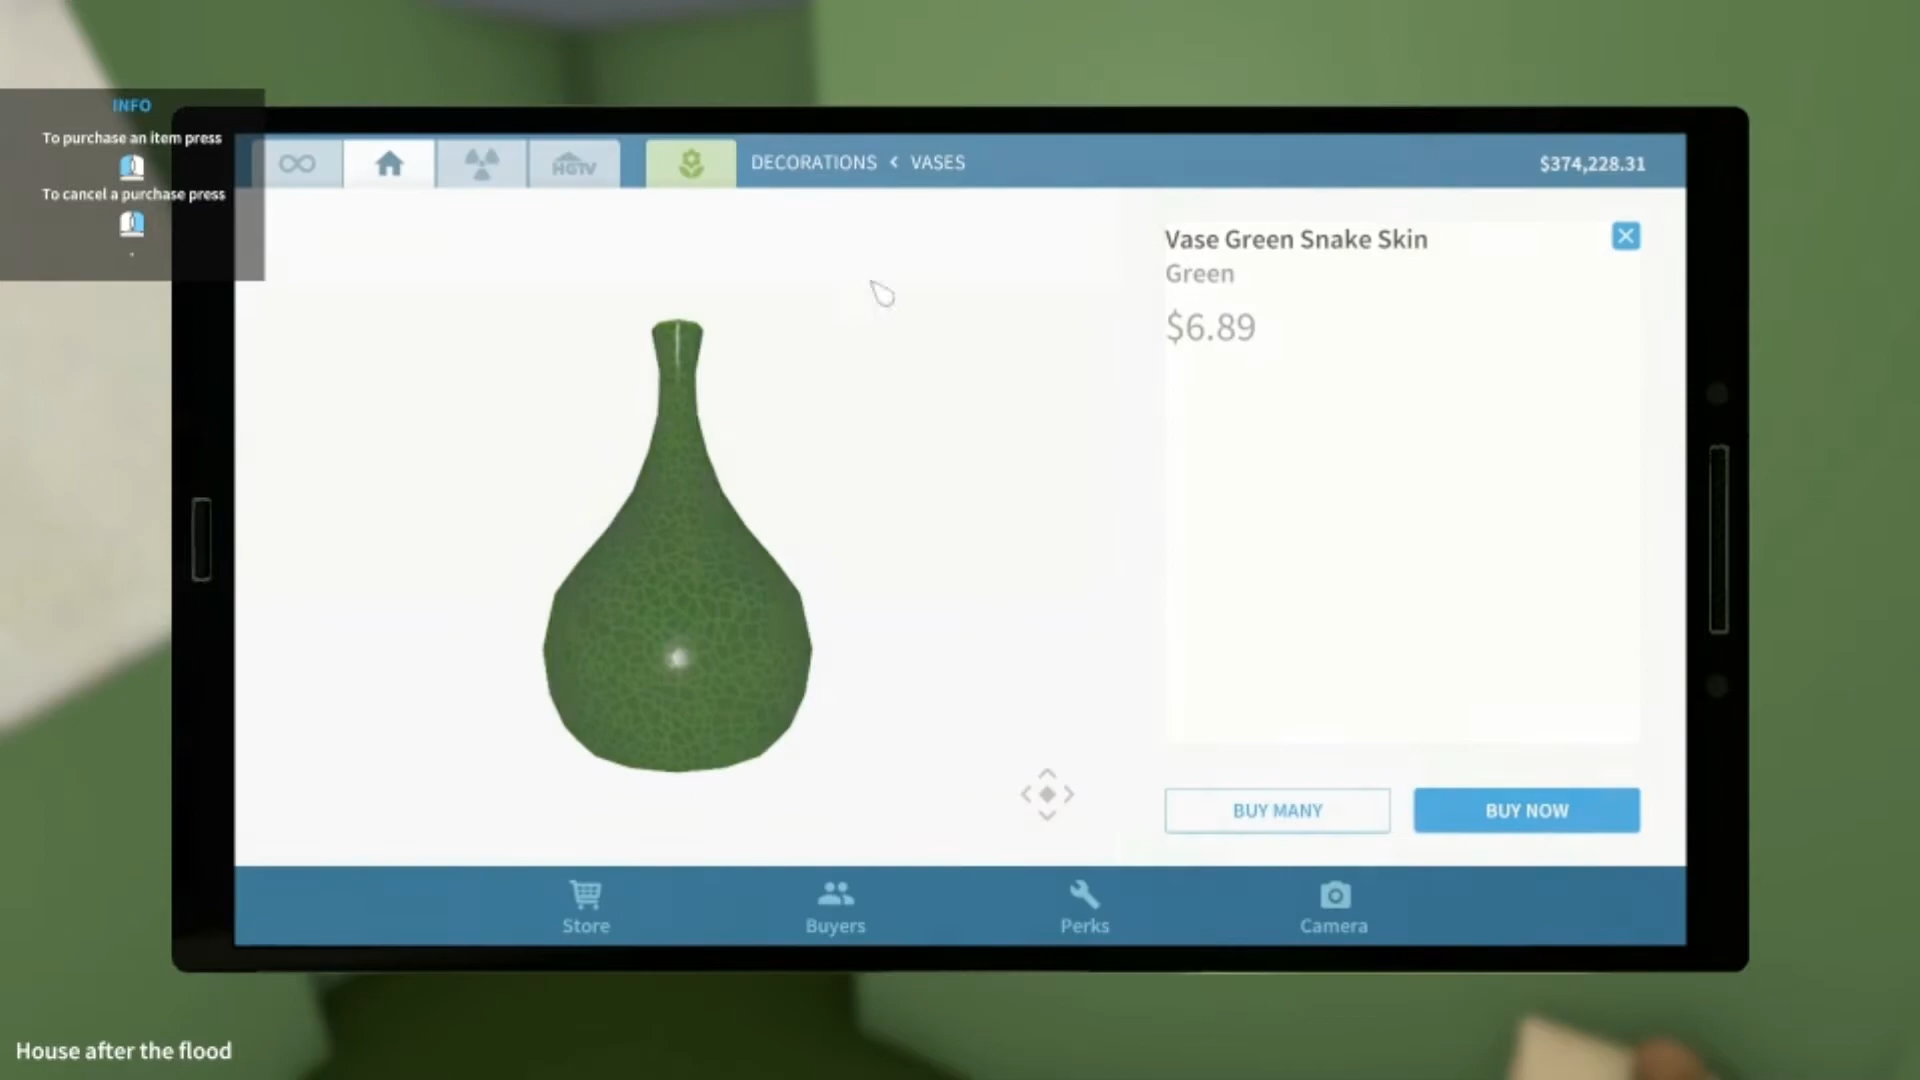 INFO
To purchase an item press
To cancel a purchase press
.
HGTV
DECORATIONS < VASES
$374,228.31
Vase Green Snake Skin
Green
$6.89
BUY MANY
BUY NOW
Store
Buyers
Perks
Camera
House after the flood